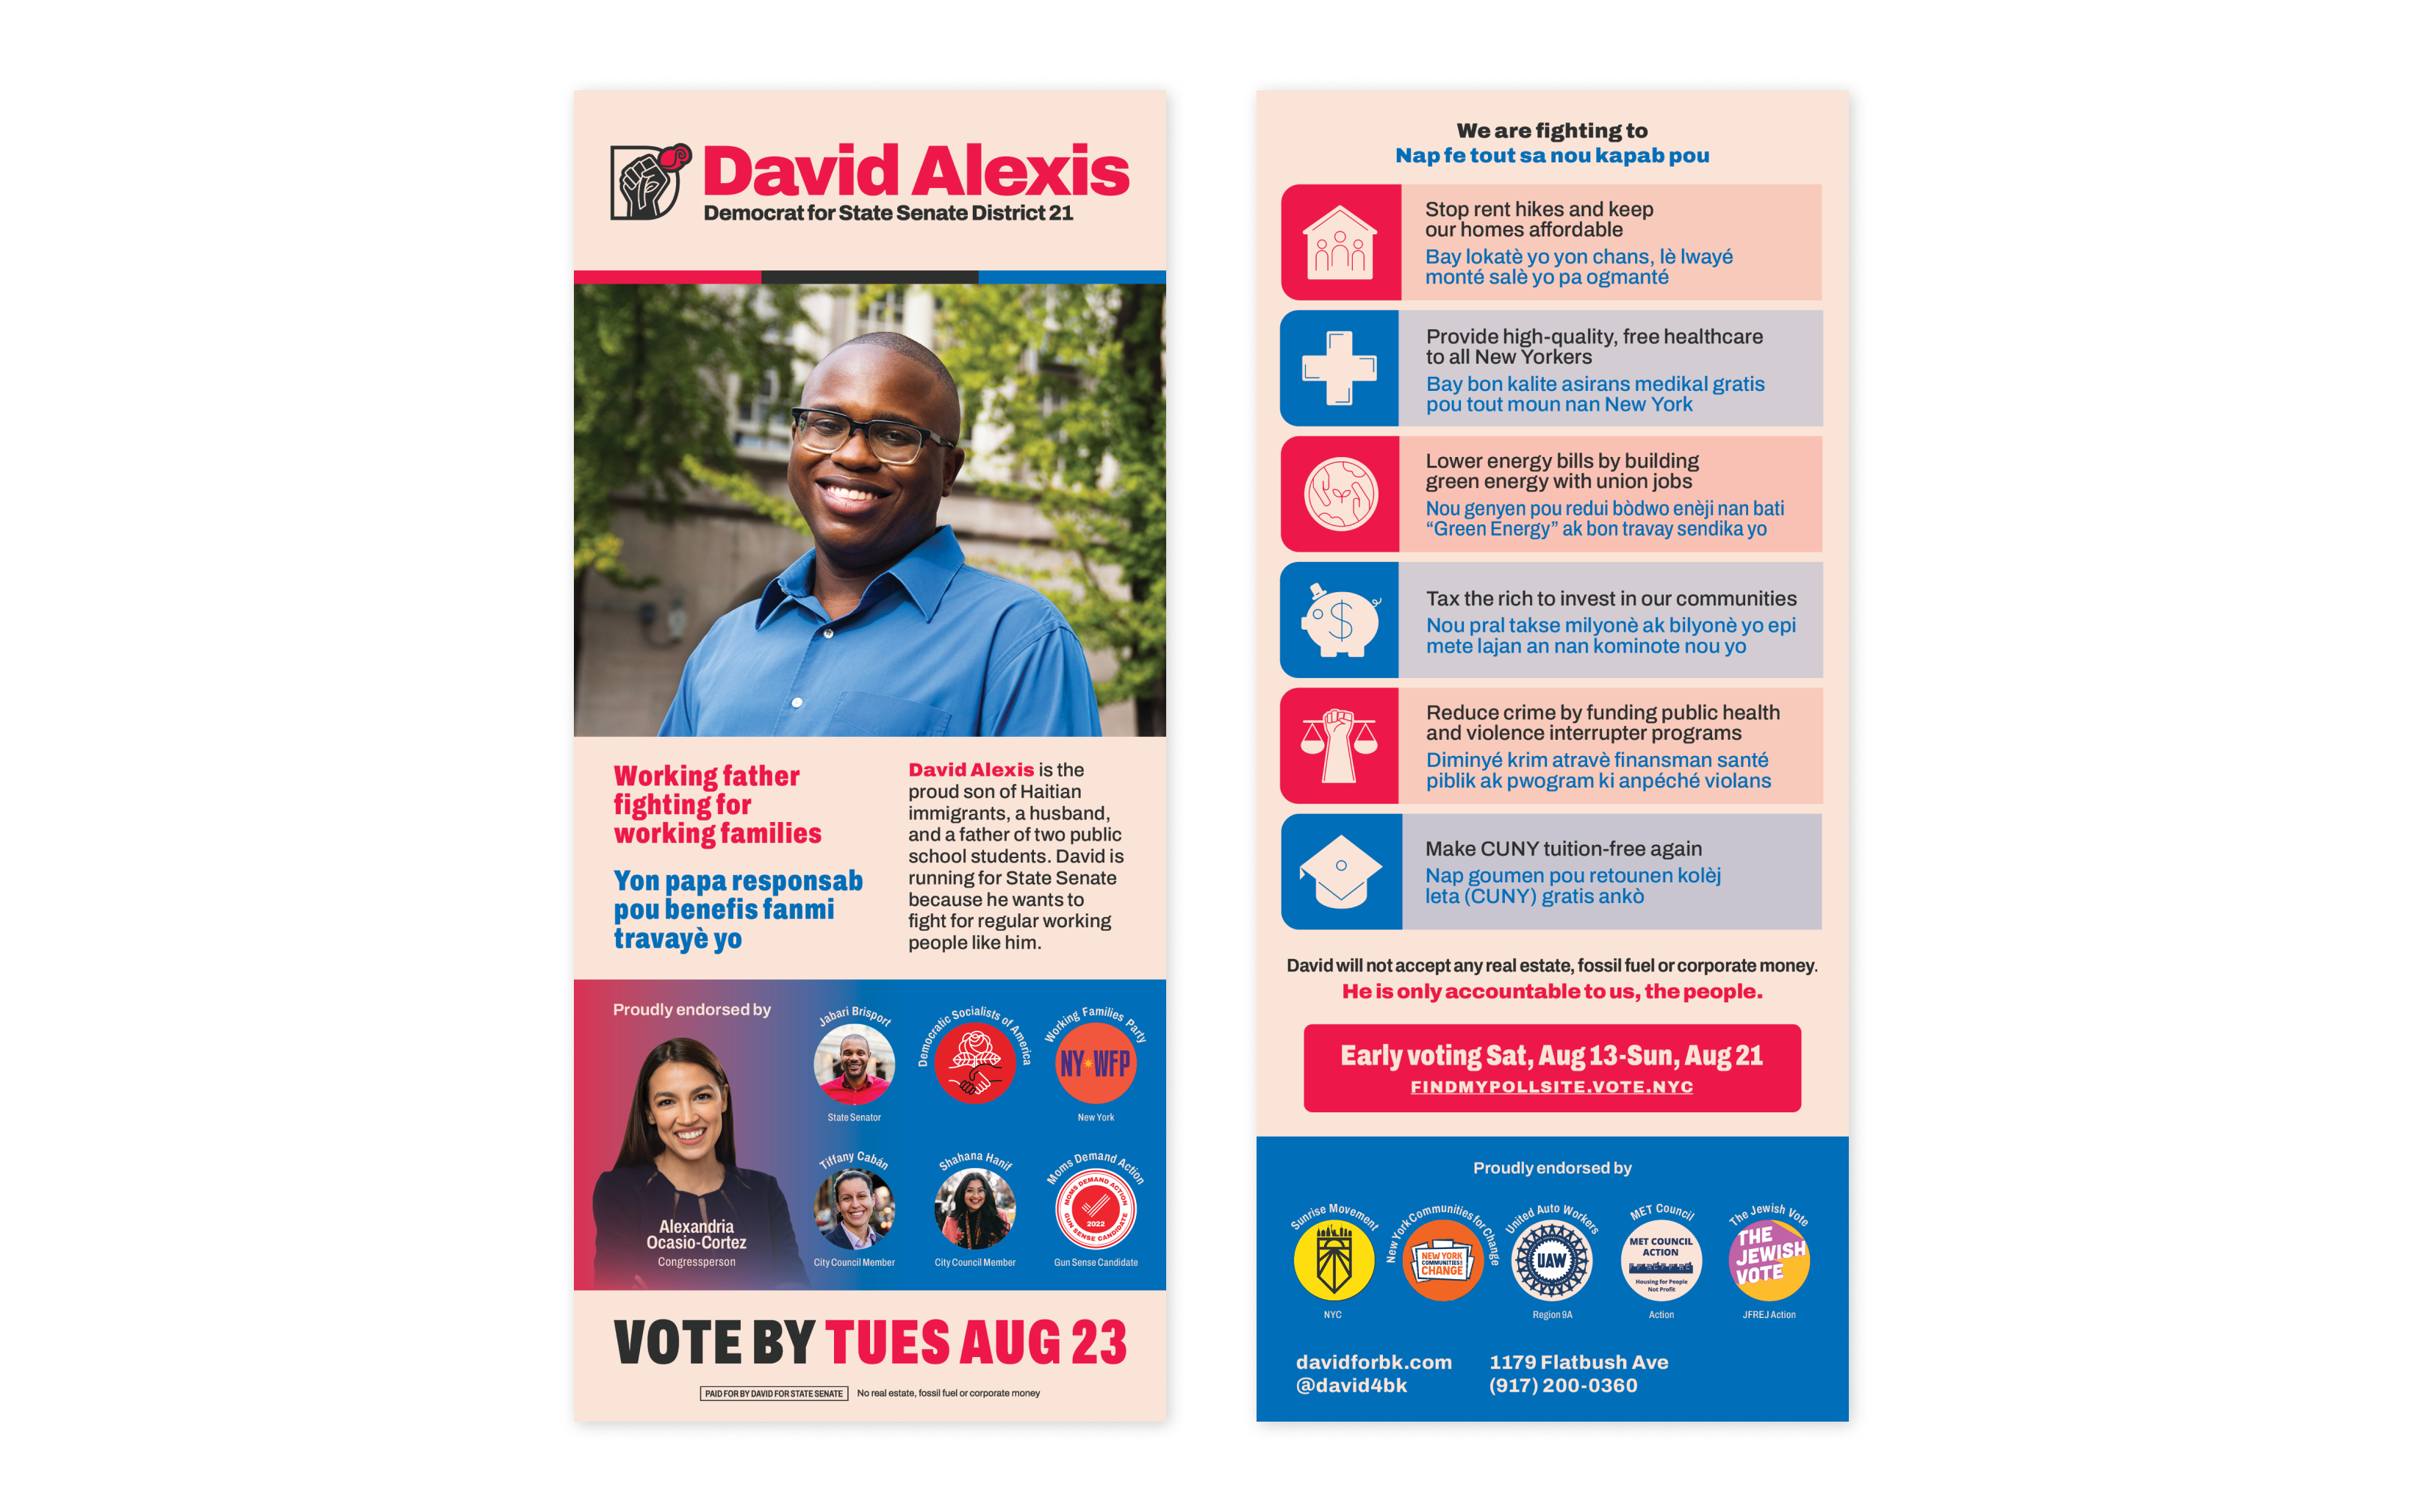 David Alexis
Democrat for State Senate District 21
Working father
fighting for
working families
Yon papa responsab
pou benefis fanmi
travayè yo
David Alexis is the
proud son of Haitian
immigrants, a husband,
and a father of two public
school students. David is
running for State Senate
because he wants to
fight for regular working
people like him.
Proudly endorsed by
Alexandria
Ocasio-Cortez
Congressperson
Jabari Brisport
State Senator
Democratic Socialists of America
Working Families Party
NY WFP
New York
Tiffany Cabán
City Council Member
Shahana Hanif
City Council Member
Moms Demand Action
MOMS DEMAND ACTION
2022
GUN SENSE CANDIDATE
Gun Sense Candidate
VOTE BY TUES AUG 23
PAID FOR BY DAVID FOR STATE SENATE
No real estate, fossil fuel or corporate money
We are fighting to
Nap fe tout sa nou kapab pou
Stop rent hikes and keep
our homes affordable
Bay lokatè yo yon chans, lè lwayé
monté salè yo pa ogmanté
Provide high-quality, free healthcare
to all New Yorkers
Bay bon kalite asirans medikal gratis
pou tout moun nan New York
Lower energy bills by building
green energy with union jobs
Nou genyen pou redui bòdwo enèji nan bati
“Green Energy” ak bon travay sendika yo
$
Tax the rich to invest in our communities
Nou pral takse milyonè ak bilyonè yo epi
mete lajan an nan kominote nou yo
Reduce crime by funding public health
and violence interrupter programs
Diminyé krim atravè finansman santé
piblik ak pwogram ki anpéché violans
Make CUNY tuition-free again
Nap goumen pou retounen kolèj
leta (CUNY) gratis ankò
David will not accept any real estate, fossil fuel or corporate money.
He is only accountable to us, the people.
Early voting Sat, Aug 13-Sun, Aug 21
FINDMYPOLLSITE.VOTE.NYC
Proudly endorsed by
Sunrise Movement
NYC
New York Communities for Change
NEW YORK
COMMUNITIES FOR
CHANGE
United Auto Workers
UAW
Region 9A
MET Council
MET COUNCIL
ACTION
Housing for People
Not Profit
Action
The Jewish Vote
THE
JEWISH
VOTE
JFREJ Action
davidforbk.com
@david4bk
1179 Flatbush Ave
(917) 200-0360